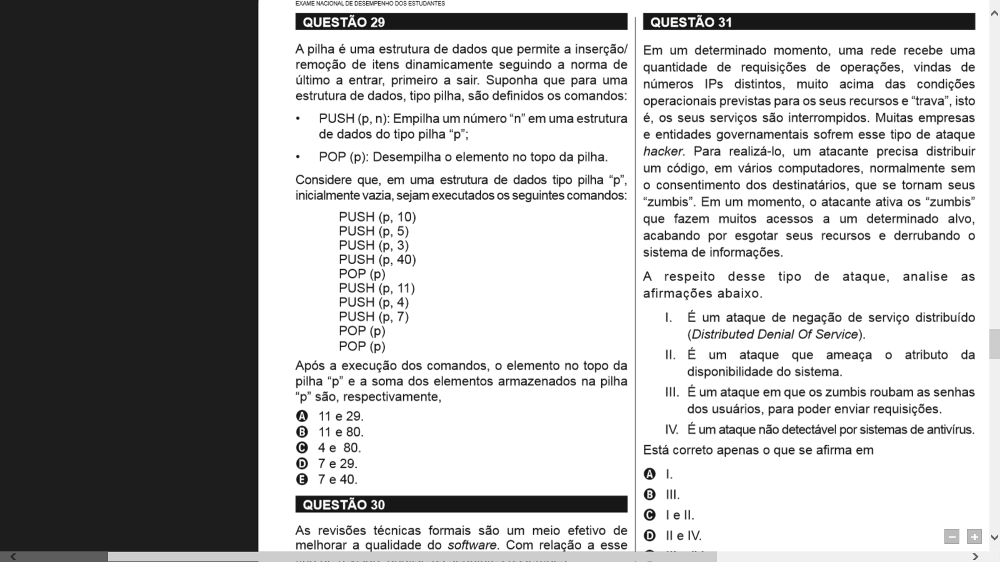 EXAME NACIONAL DE DESEMPENHO DOS ESTUDANTES
QUESTÃO 29
A pilha é uma estrutura de dados que permite a inserção/
remoção de itens dinamicamente seguindo a norma de
último a entrar, primeiro a sair. Suponha que para uma
estrutura de dados, tipo pilha, são definidos os comandos:
• PUSH (p, n): Empilha um número “n” em uma estrutura
de dados do tipo pilha “p”;
• POP (p): Desempilha o elemento no topo da pilha.
Considere que, em uma estrutura de dados tipo pilha “p”,
inicialmente vazia, sejam executados os seguintes comandos:
PUSH (p, 10)
PUSH (p, 5)
PUSH (p, 3)
PUSH (p, 40)
POP (p)
PUSH (p, 11)
PUSH (p, 4)
PUSH (p, 7)
POP (p)
POP (p)
Após a execução dos comandos, o elemento no topo da
pilha “p” e a soma dos elementos armazenados na pilha
“p” são, respectivamente,
A 11 e 29.
B 11 e 80.
C 4 e 80.
D 7 e 29.
E 7 e 40.
QUESTÃO 30
As revisões técnicas formais são um meio efetivo de
melhorar a qualidade do software. Com relação a esse
QUESTÃO 31
Em um determinado momento, uma rede recebe uma
quantidade de requisições de operações, vindas de
números IPs distintos, muito acima das condições
operacionais previstas para os seus recursos e “trava”, isto
é, os seus serviços são interrompidos. Muitas empresas
e entidades governamentais sofrem esse tipo de ataque
hacker. Para realizá-lo, um atacante precisa distribuir
um código, em vários computadores, normalmente sem
o consentimento dos destinatários, que se tornam seus
“zumbis”. Em um momento, o atacante ativa os “zumbis”
que fazem muitos acessos a um determinado alvo,
acabando por esgotar seus recursos e derrubando o
sistema de informações.
A respeito desse tipo de ataque, analise as
afirmações abaixo.
I. É um ataque de negação de serviço distribuído
(Distributed Denial Of Service).
II. É um ataque que ameaça o atributo da
disponibilidade do sistema.
III. É um ataque em que os zumbis roubam as senhas
dos usuários, para poder enviar requisições.
IV. É um ataque não detectável por sistemas de antivírus.
Está correto apenas o que se afirma em
A I.
B III.
C I e II.
D II e IV.